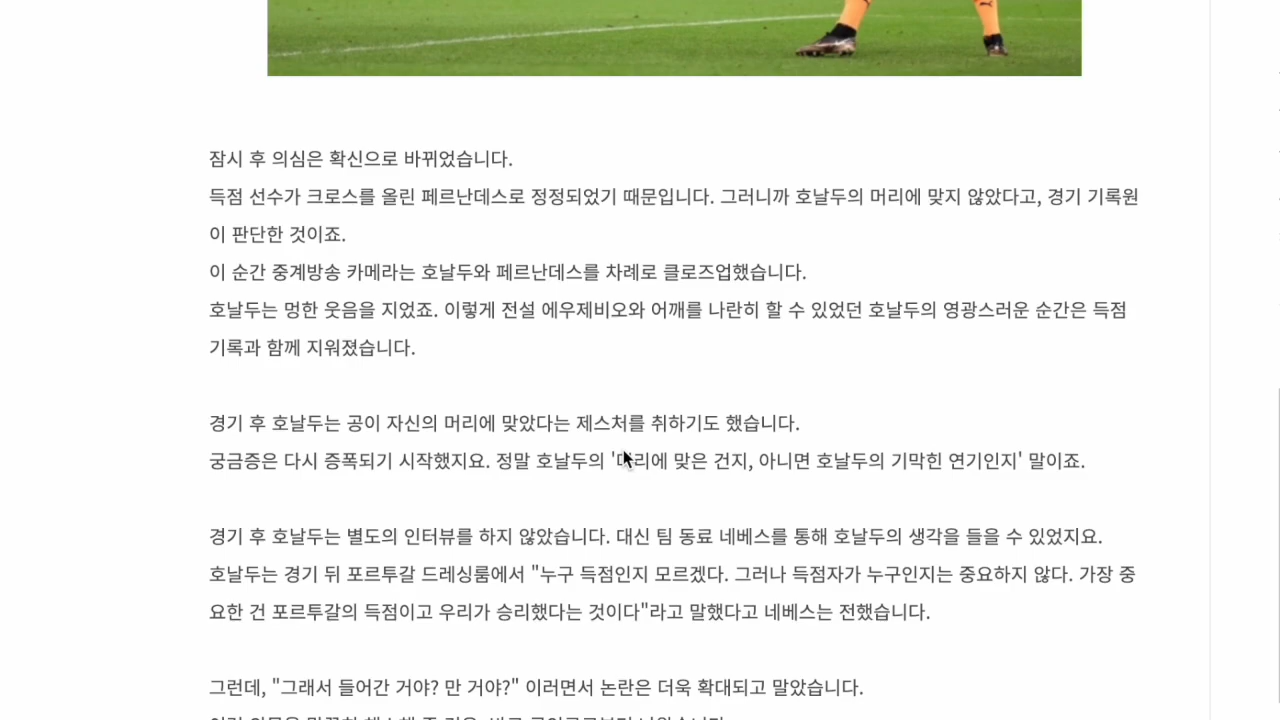 잠시 후 의심은 확신으로 바뀌었습니다.
득점 선수가 크로스를 올린 페르난데스로 정정되었기 때문입니다. 그러니까 호날두의 머리에 맞지 않았다고, 경기 기록원
이 판단한 것이죠.
이 순간 중계방송 카메라는 호날두와 페르난데스를 차례로 클로즈업했습니다.
호날두는 멍한 웃음을 지었죠. 이렇게 전설 에우제비오와 어깨를 나란히 할 수 있었던 호날두의 영광스러운 순간은 득점
기록과 함께 지워졌습니다.
경기 후 호날두는 공이 자신의 머리에 맞았다는 제스처를 취하기도 했습니다.
궁금증은 다시 증폭되기 시작했지요. 정말 호날두의 '머리에 맞은 건지, 아니면 호날두의 기막힌 연기인지' 말이죠.
경기 후 호날두는 별도의 인터뷰를 하지 않았습니다. 대신 팀 동료 네베스를 통해 호날두의 생각을 들을 수 있었지요.
호날두는 경기 뒤 포르투갈 드레싱룸에서 "누구 득점인지 모르겠다. 그러나 득점자가 누구인지는 중요하지 않다. 가장 중
요한 건 포르투갈의 득점이고 우리가 승리했다는 것이다"라고 말했다고 네베스는 전했습니다.
그런데, "그래서 들어간 거야? 만 거야?" 이러면서 논란은 더욱 확대되고 말았습니다.